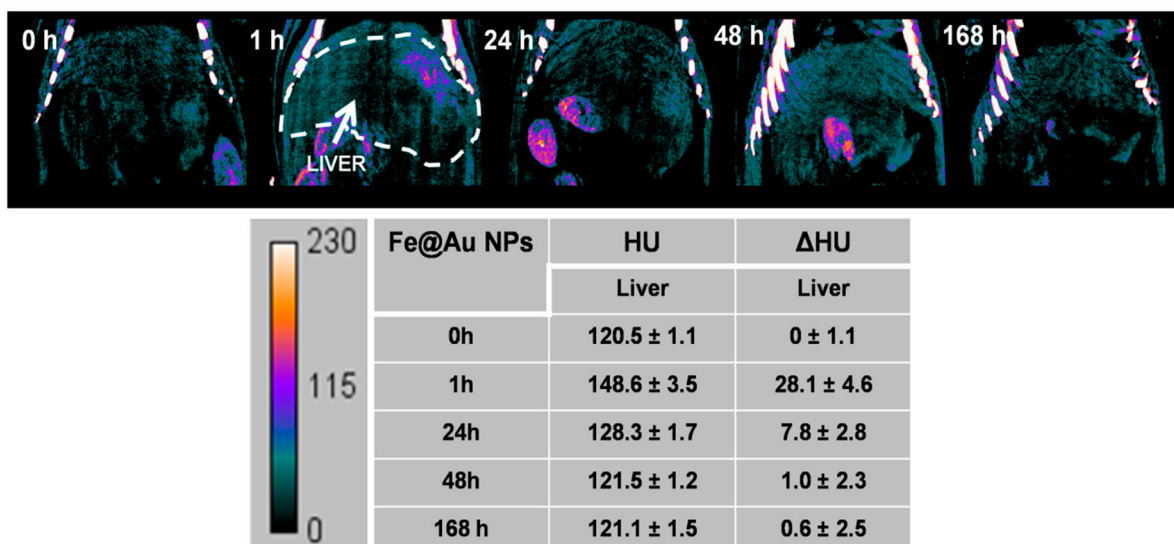 0 h 1 h 24 h 48 h 168 h
LIVER
230
115
0
Fe@Au NPs HU ΔHU
Liver Liver
0h 120.5 ± 1.1 0 ± 1.1
1h 148.6 ± 3.5 28.1 ± 4.6
24h 128.3 ± 1.7 7.8 ± 2.8
48h 121.5 ± 1.2 1.0 ± 2.3
168 h 121.1 ± 1.5 0.6 ± 2.5